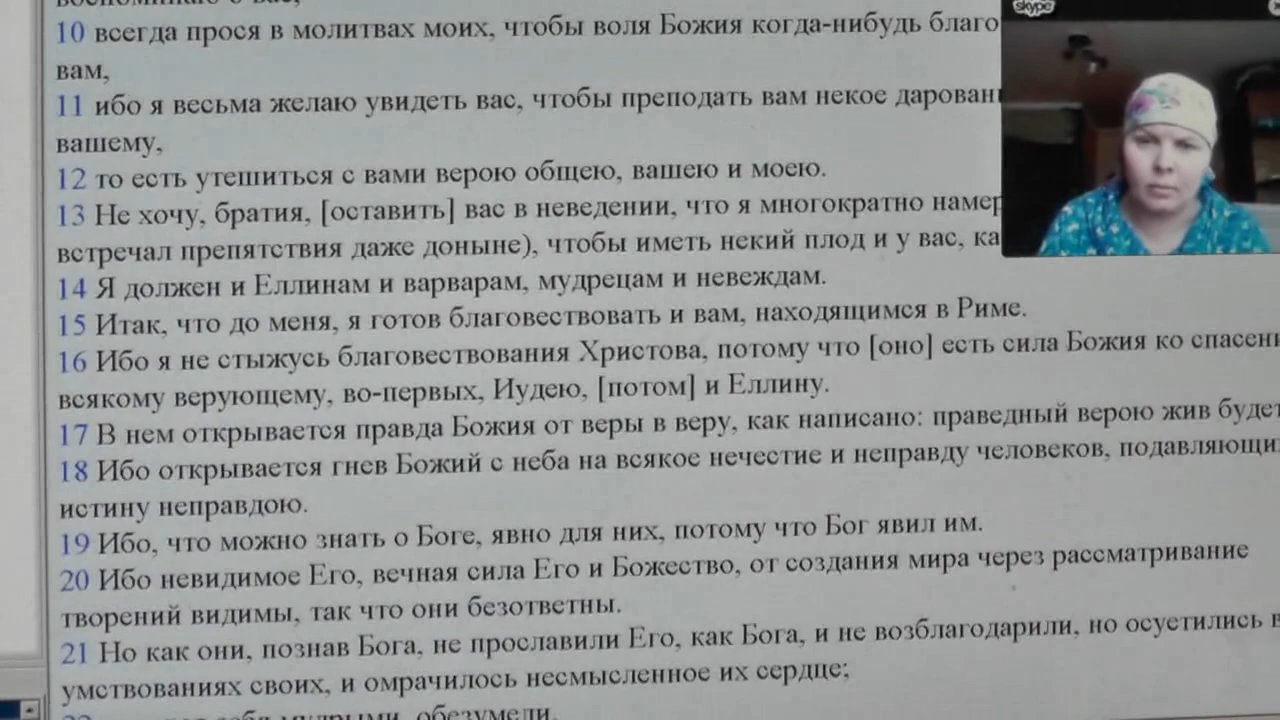 10 всегда прося в молитвах моих, чтобы воля Божия когда-нибудь благо
вам,
11 ибо я весьма желаю увидеть вас, чтобы преподать вам некое дарован
вашему,
12 то есть утешиться с вами верою общею, вашею и моею.
13 Не хочу, братия, [оставить] вас в неведении, что я многократно намер
встречал препятствия даже доныне), чтобы иметь некий плод и у вас, ка
14 Я должен и Еллинам и варварам, мудрецам и невеждам.
15 Итак, что до меня, я готов благовествовать и вам, находящимся в Риме.
16 Ибо я не стыжусь благовествования Христова, потому что [оно] есть сила Божия ко спасени
всякому верующему, во-первых, Иудею, [потом] и Еллину.
17 В нем открывается правда Божия от веры в веру, как написано: праведный верою жив будет
18 Ибо открывается гнев Божий с неба на всякое нечестие и неправду человеков, подавляющи
истину неправдою.
19 Ибо, что можно знать о Боге, явно для них, потому что Бог явил им.
20 Ибо невидимое Его, вечная сила Его и Божество, от создания мира через рассматривание
творений видимы, так что они безответны.
21 Но как они, познав Бога, не прославили Его, как Бога, и не возблагодарили, но осуетились в
умствованиях своих, и омрачилось несмысленное их сердце;
обезумели.
skype